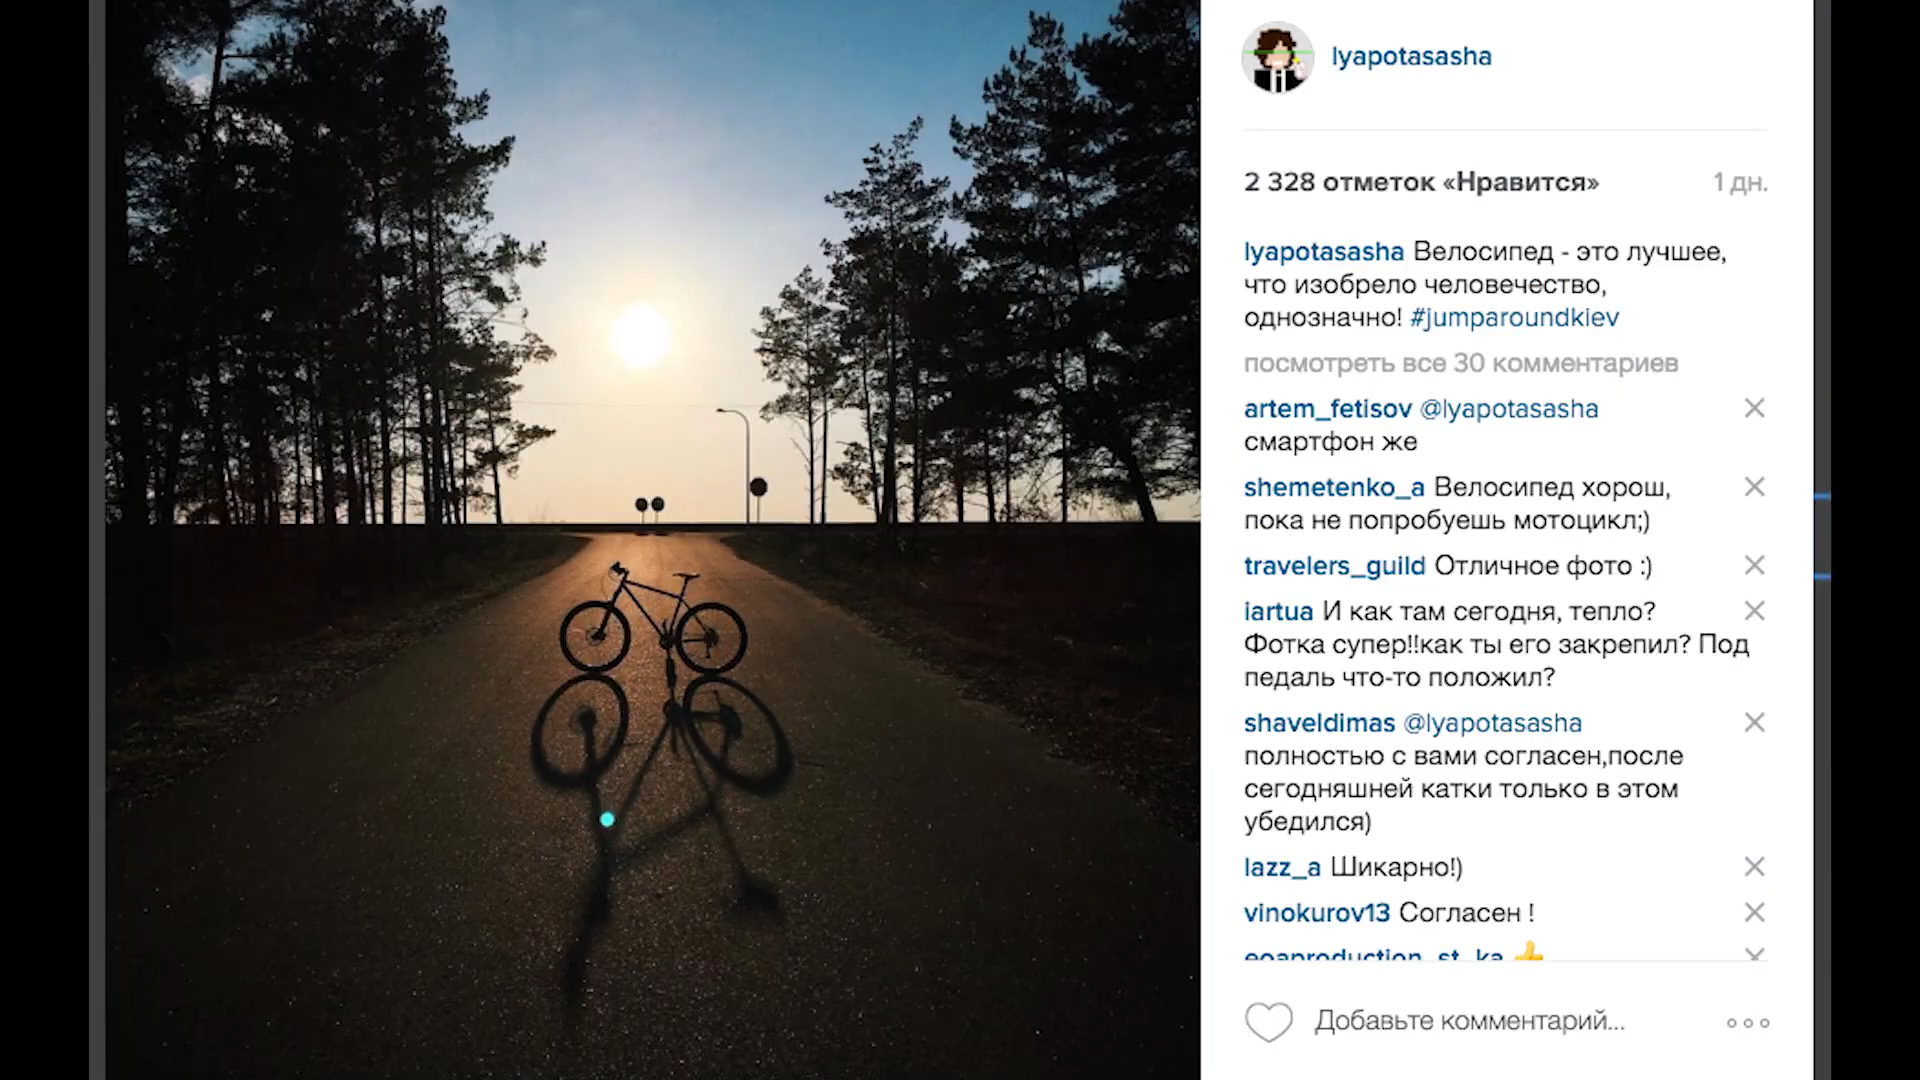 lyapotasasha
2 328 отметок «Нравится» 1 дн.
lyapotasasha Велосипед - это лучшее,
что изобрело человечество,
однозначно! #jumparoundkiev
посмотреть все 30 комментариев
artem_fetisov @lyapotasasha
смартфон же
shemetenko_a Велосипед хорош,
пока не попробуешь мотоцикл;)
travelers_guild Отличное фото :)
iartua И как там сегодня, тепло?
Фотка супер!!как ты его закрепил? Под
педаль что-то положил?
shaveldimas @lyapotasasha
полностью с вами согласен,после
сегодняшней катки только в этом
убедился)
lazz_a Шикарно!)
vinokurov13 Согласен !
eoaproduction_st_ka 👍
Добавьте комментарий...